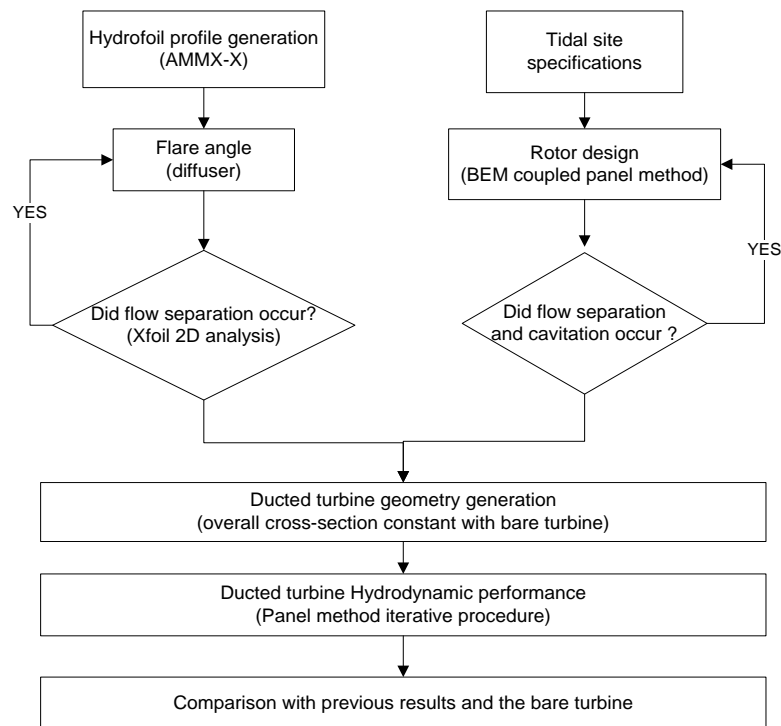 Hydrofoil profile generation
(AMMX-X)
Tidal site
specifications
Flare angle
(diffuser)
Rotor design
(BEM coupled panel method)
YES
YES
Did flow separation occur?
(Xfoil 2D analysis)
Did flow separation
and cavitation occur ?
Ducted turbine geometry generation
(overall cross-section constant with bare turbine)
Ducted turbine Hydrodynamic performance
(Panel method iterative procedure)
Comparison with previous results and the bare turbine